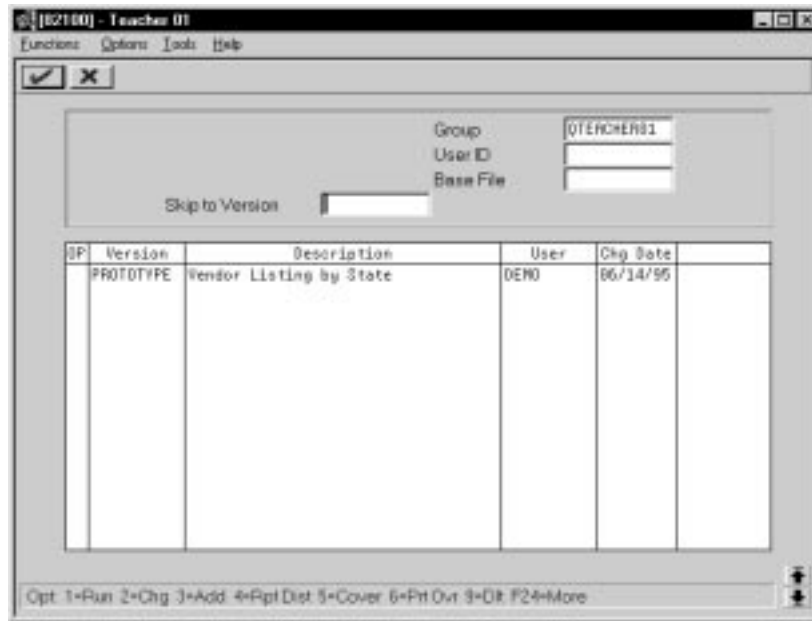 [82100] - Teacher 01
Functions Options Tools Help
Group QTEACHER01
User ID
Base File
Skip to Version
OP Version Description User Chg Date
PROTOTYPE Vendor Listing by State DEMO 06/14/95
Opt: 1=Run 2=Chg 3=Add 4=Rpt Dist 5=Cover 6=Prt Ovr 9=Dlt F24=More